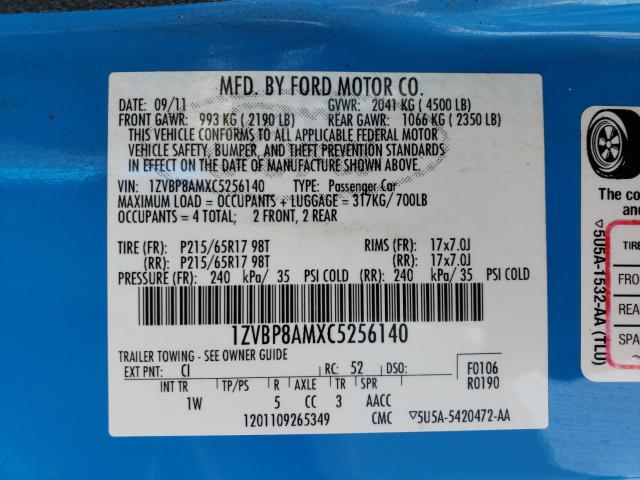 MFD. BY FORD MOTOR CO.
DATE: 09/11 GVWR: 2041 KG ( 4500 LB)
FRONT GAWR: 993 KG ( 2190 LB) REAR GAWR: 1066 KG ( 2350 LB)
THIS VEHICLE CONFORMS TO ALL APPLICABLE FEDERAL MOTOR
VEHICLE SAFETY, BUMPER, AND THEFT PREVENTION STANDARDS
IN EFFECT ON THE DATE OF MANUFACTURE SHOWN ABOVE.
VIN: 1ZVBP8AMXC5256140 TYPE: Passenger Car
MAXIMUM LOAD = OCCUPANTS + LUGGAGE = 317KG/ 700LB
OCCUPANTS = 4 TOTAL; 2 FRONT, 2 REAR
TIRE (FR): P215/65R17 98T RIMS (FR): 17x7.0J
(RR): P215/65R17 98T (RR): 17x7.0J
PRESSURE (FR): 240 kPa/ 35 PSI COLD (RR): 240 kPa/ 35 PSI COLD
1ZVBP8AMXC5256140
TRAILER TOWING - SEE OWNER GUIDE
EXT PNT: CI RC: 52 DSO: F0106
R0190
INT TR TP/PS R AXLE TR SPR
1W 5 CC 3 AACC
1201109265349 CMC ▽5U5A-5420472-AA
The co
an
▽5U5A-1532-AA (TLU)
TIRE
FRO
REA
SPA